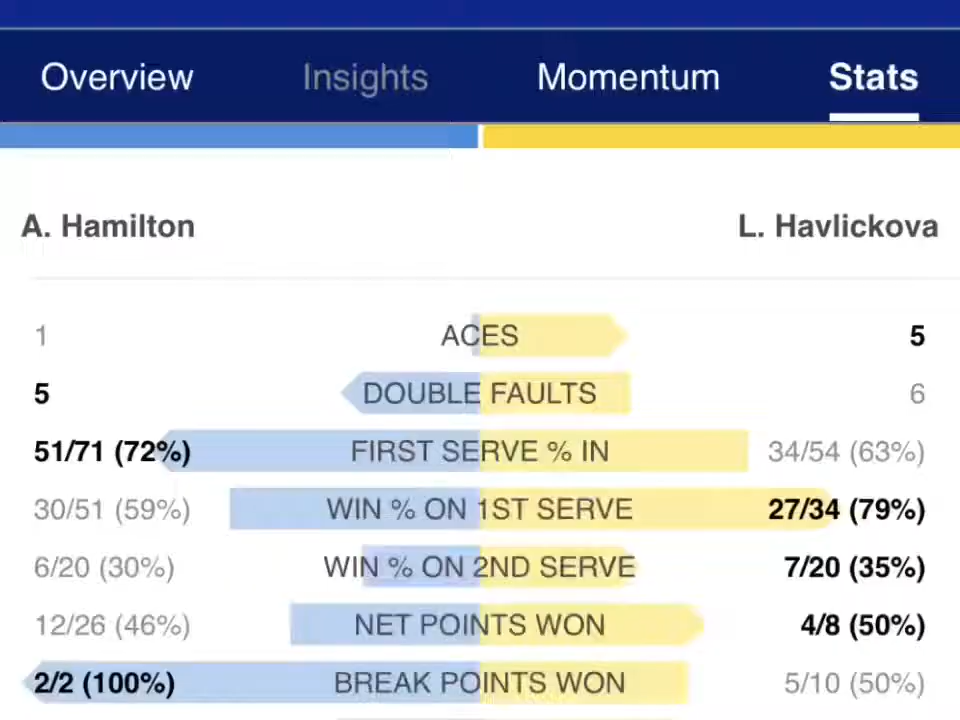 Overview Insights Momentum Stats
A. Hamilton L. Havlickova
1 ACES 5
5 DOUBLE FAULTS 6
51/71 (72%) FIRST SERVE % IN 34/54 (63%)
30/51 (59%) WIN % ON 1ST SERVE 27/34 (79%)
6/20 (30%) WIN % ON 2ND SERVE 7/20 (35%)
12/26 (46%) NET POINTS WON 4/8 (50%)
2/2 (100%) BREAK POINTS WON 5/10 (50%)